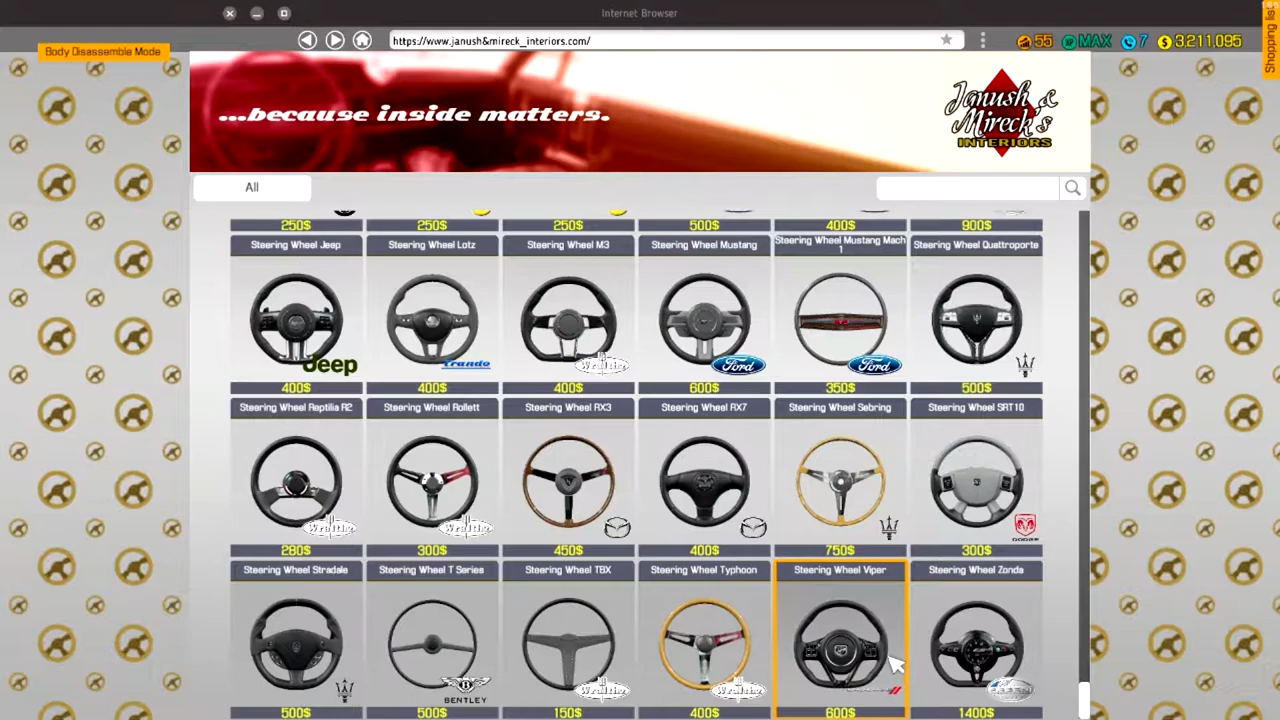 Internet Browser
Shopping list
Body Disassemble Mode
https://www.janush&mireck_interiors.com/
55
XP MAX
7
$ 3,211,095
...because inside matters.
Janush &
Mireck's
INTERIORS
All
250$ 250$ 250$ 500$ 400$ 900$
Steering Wheel Jeep
Steering Wheel Lotz
Steering Wheel M3
Steering Wheel Mustang
Steering Wheel Mustang Mach 1
Steering Wheel Quattroporte
Jeep
Ford
Ford
400$ 400$ 400$ 600$ 350$ 500$
Steering Wheel Reptilia R2
Steering Wheel Rollett
Steering Wheel RX3
Steering Wheel RX7
Steering Wheel Sebring
Steering Wheel SRT10
DODGE
280$ 300$ 450$ 400$ 750$ 300$
Steering Wheel Stradale
Steering Wheel T Series
Steering Wheel TBX
Steering Wheel Typhoon
Steering Wheel Viper
Steering Wheel Zonda
BENTLEY
500$ 500$ 150$ 400$ 600$ 1400$